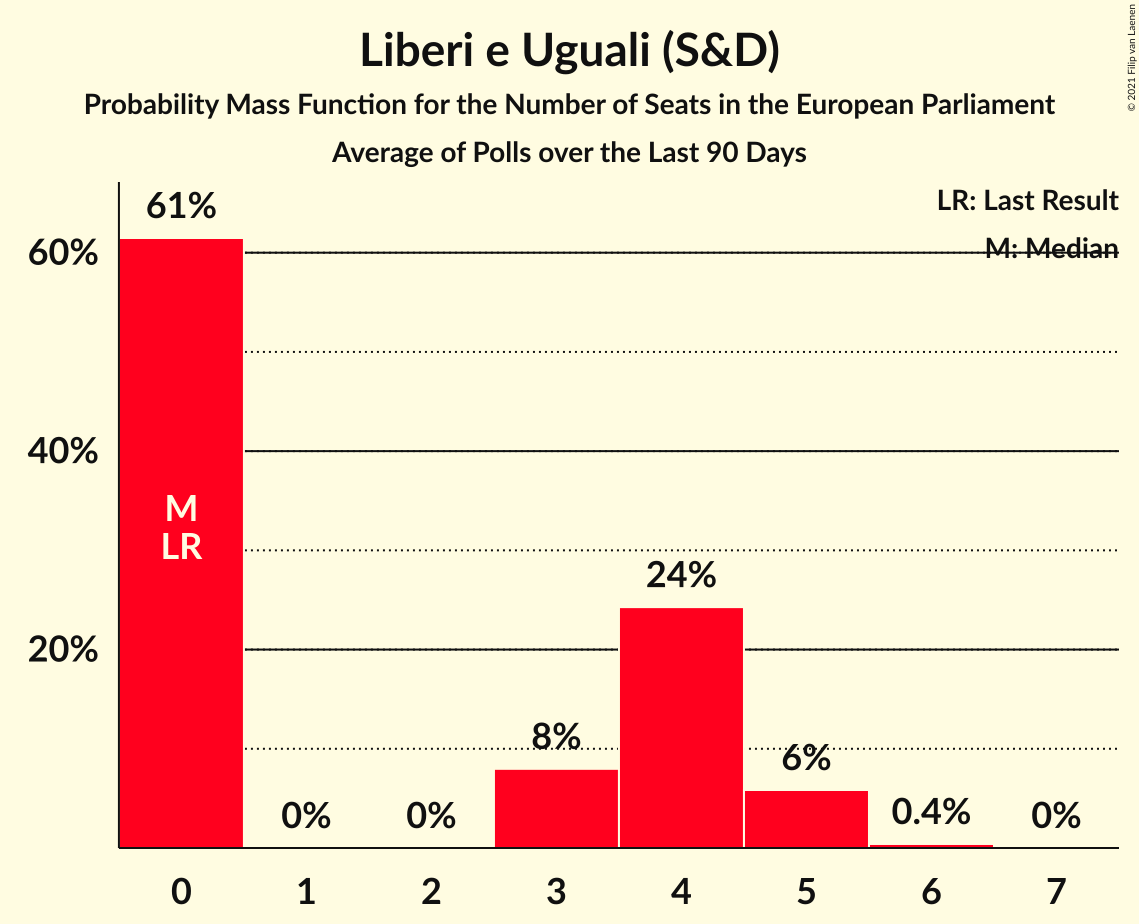 Liberi e Uguali (S&D)
Probability Mass Function for the Number of Seats in the European Parliament
Average of Polls over the Last 90 Days
© 2021 Filip van Laenen
LR: Last Result
M: Median
61%
60%
40%
20%
M
LR
0%
0%
8%
24%
6%
0.4%
0%
0 1 2 3 4 5 6 7